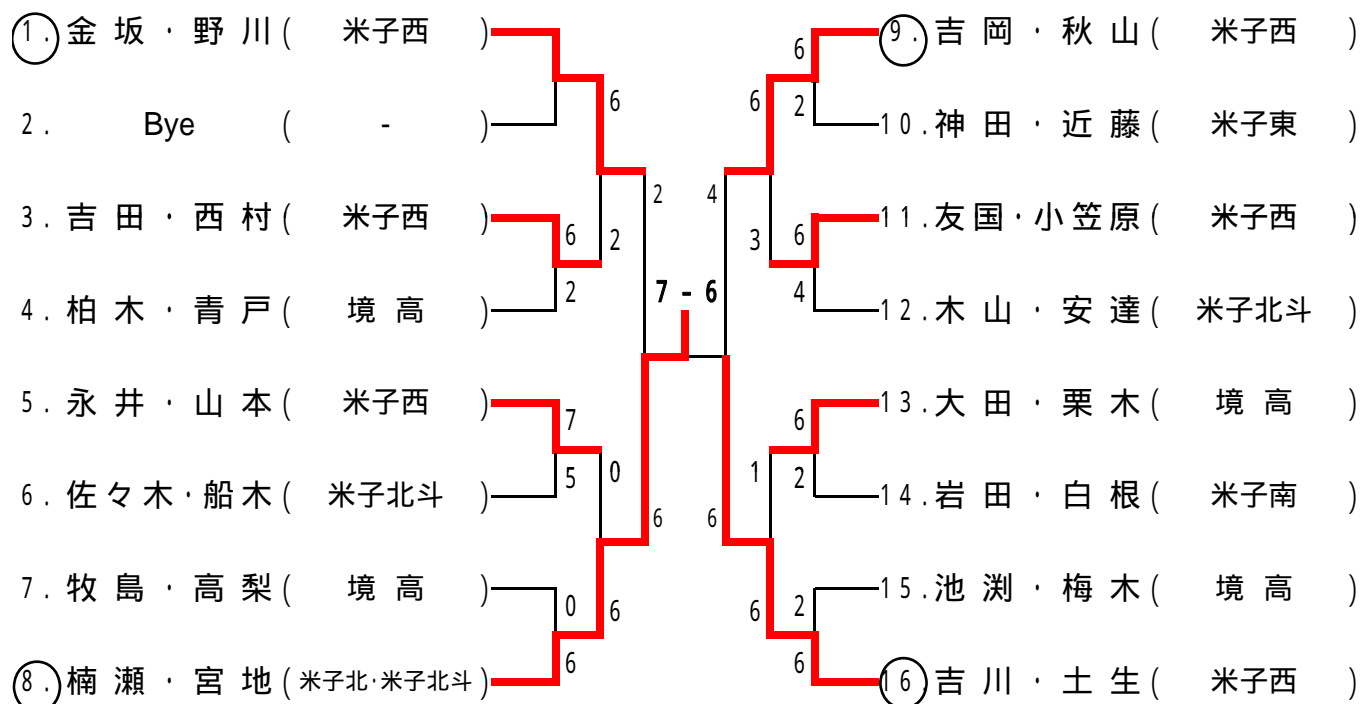 1. 金坂・野川( 米子西 )
2. Bye ( - )
3. 吉田・西村( 米子西 )
4. 柏木・青戸( 境高 )
5. 永井・山本( 米子西 )
6. 佐々木・船木( 米子北斗 )
7. 牧島・高梨( 境高 )
8. 楠瀬・宮地( 米子北・米子北斗 )
6
6
2
2
2
7
5
0
6
0
6
6
7 - 6
6
6
2
4
3
6
4
6
1
2
6
6
2
6
9. 吉岡・秋山( 米子西 )
10. 神田・近藤( 米子東 )
11. 友国・小笠原( 米子西 )
12. 木山・安達( 米子北斗 )
13. 大田・栗木( 境高 )
14. 岩田・白根( 米子南 )
15. 池渕・梅木( 境高 )
16. 吉川・土生( 米子西 )